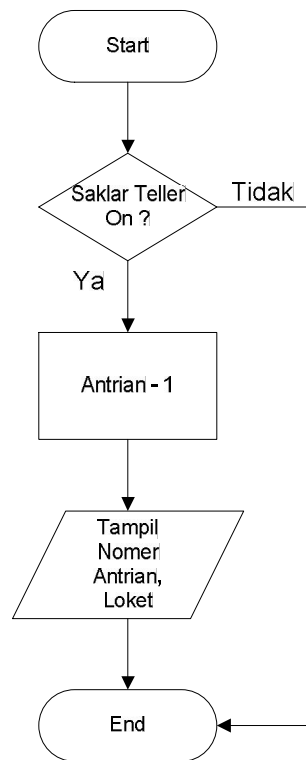 Start
Saklar Teller
On ?
Tidak
Ya
Antrian - 1
Tampil
Nomer
Antrian,
Loket
End